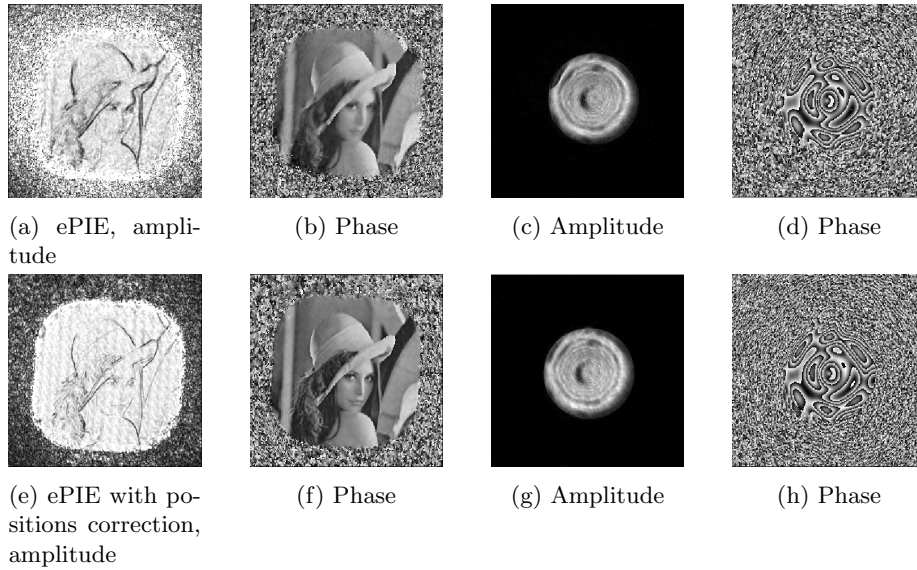 (a) ePIE, ampli-
tude
(b) Phase
(c) Amplitude
(d) Phase
(e) ePIE with po-
sitions correction,
amplitude
(f) Phase
(g) Amplitude
(h) Phase